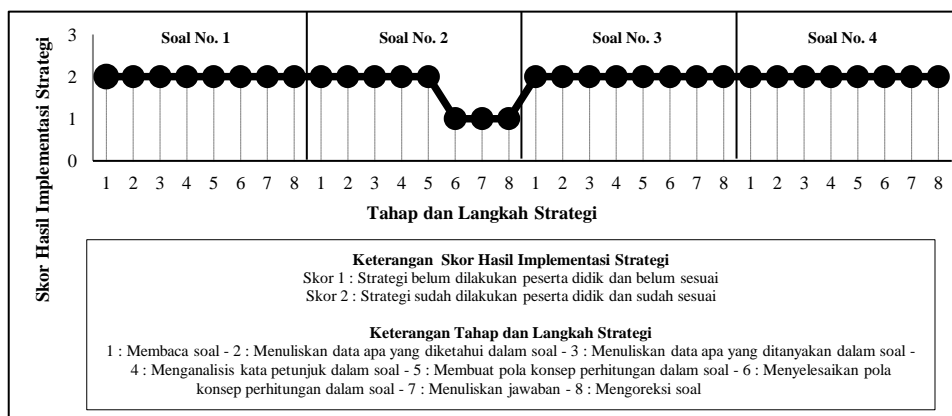 Soal No. 1
Soal No. 2
Soal No. 3
Soal No. 4
Skor Hasil Implementasi Strategi
3
2
1
0
1 2 3 4 5 6 7 8 1 2 3 4 5 6 7 8 1 2 3 4 5 6 7 8 1 2 3 4 5 6 7 8
Tahap dan Langkah Strategi
Keterangan Skor Hasil Implementasi Strategi
Skor 1 : Strategi belum dilakukan peserta didik dan belum sesuai
Skor 2 : Strategi sudah dilakukan peserta didik dan sudah sesuai
Keterangan Tahap dan Langkah Strategi
1 : Membaca soal - 2 : Menuliskan data apa yang diketahui dalam soal - 3 : Menuliskan data apa yang ditanyakan dalam soal -
4 : Menganalisis kata petunjuk dalam soal - 5 : Membuat pola konsep perhitungan dalam soal - 6 : Menyelesaikan pola
konsep perhitungan dalam soal - 7 : Menuliskan jawaban - 8 : Mengoreksi soal